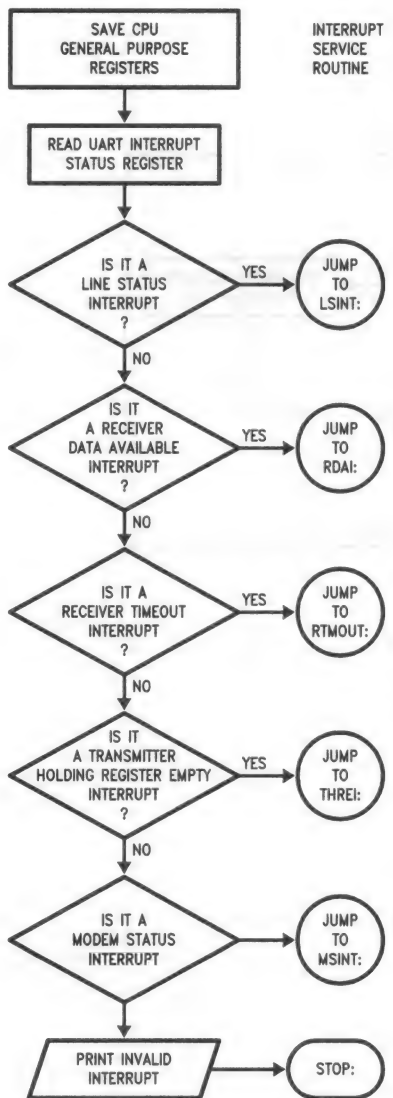 SAVE CPU
GENERAL PURPOSE
REGISTERS
INTERRUPT
SERVICE
ROUTINE
READ UART INTERRUPT
STATUS REGISTER
IS IT A
LINE STATUS
INTERRUPT
?
YES
JUMP
TO
LSINT:
NO
IS IT
A RECEIVER
DATA AVAILABLE
INTERRUPT
?
YES
JUMP
TO
RDAI:
NO
IS IT A
RECEIVER TIMEOUT
INTERRUPT
?
YES
JUMP
TO
RTMOUT:
NO
IS IT
A TRANSMITTER
HOLDING REGISTER EMPTY
INTERRUPT
?
YES
JUMP
TO
THREI:
NO
IS IT A
MODEM STATUS
INTERRUPT
JUMP
TO
MSINT:
PRINT INVALID
INTERRUPT
STOP: